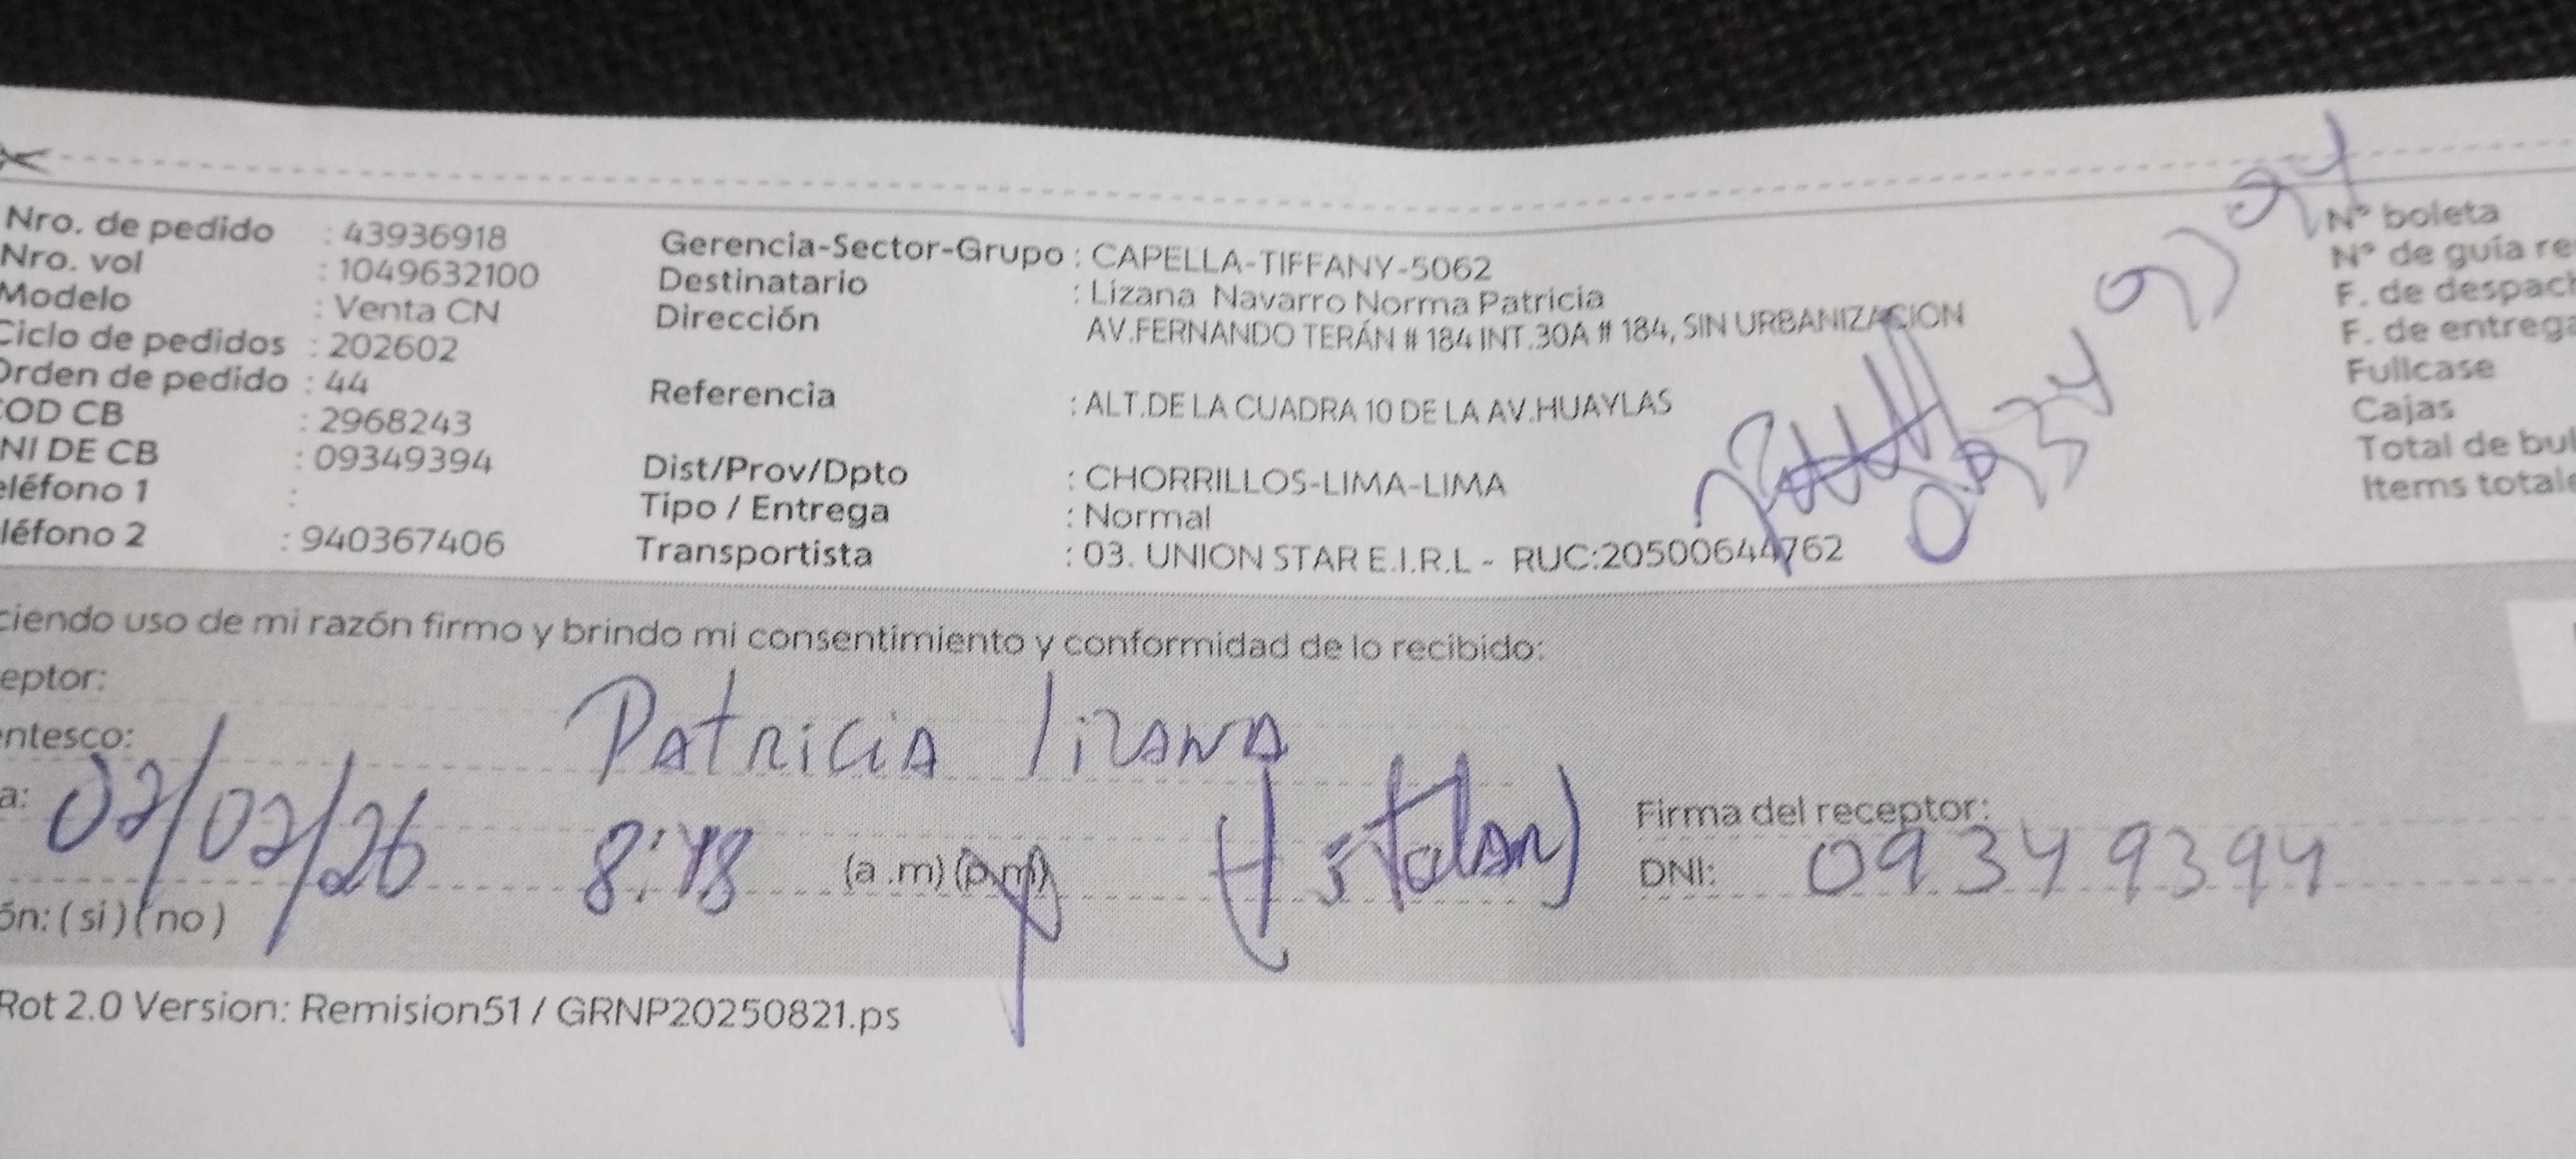 Nro. de pedido : 43936918
Nro. vol : 1049632100
Modelo : Venta CN
Ciclo de pedidos : 202602
Orden de pedido : 44
COD CB : 2968243
NI DE CB : 09349394
eléfono 1 :
léfono 2 : 940367406
Gerencia-Sector-Grupo : CAPELLA-TIFFANY-5062
Destinatario : Lizana Navarro Norma Patricia
Dirección AV.FERNANDO TERÁN # 184 INT.30A # 184, SIN URBANIZACION
Referencia : ALT.DE LA CUADRA 10 DE LA AV.HUAYLAS
Dist/Prov/Dpto : CHORRILLOS-LIMA-LIMA
Tipo / Entrega : Normal
Transportista : 03. UNION STAR E.I.R.L - RUC:20500644762
N° boleta
N° de guía re
F. de despach
F. de entrega
Fullcase
Cajas
Total de bul
Items totale
ciendo uso de mi razón firmo y brindo mi consentimiento y conformidad de lo recibido:
eptor: Patricia lizana
entesco:
a: 02/02/26 8:48 (a .m) (p.m)
Firma del receptor:
DNI: 09349394
ón: ( si ) ( no )
Rot 2.0 Version: Remision51 / GRNP20250821.ps